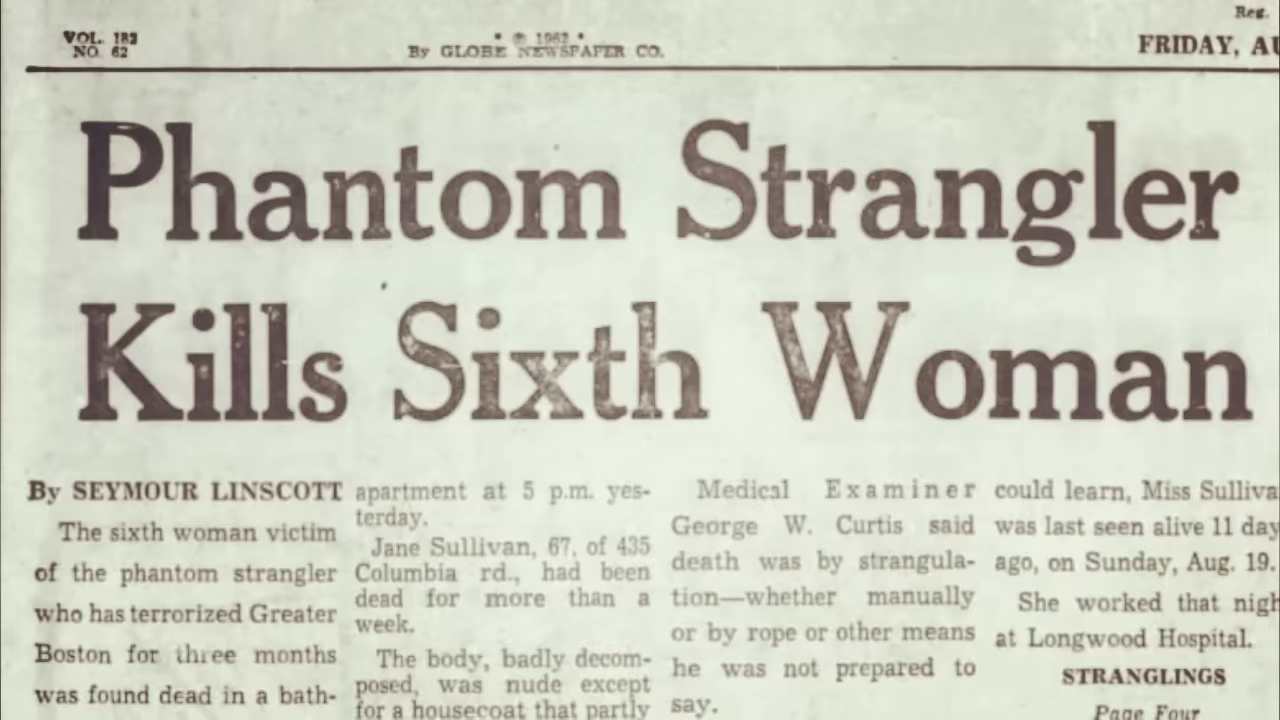 Reg.
VOL. 182
NO. 62
• © 1962 •
By GLOBE NEWSPAPER CO.
FRIDAY, AU
Phantom Strangler
Kills Sixth Woman
By SEYMOUR LINSCOTT
The sixth woman victim
of the phantom strangler
who has terrorized Greater
Boston for three months
was found dead in a bath-
apartment at 5 p.m. yes-
terday.
Jane Sullivan, 67, of 435
Columbia rd., had been
dead for more than a
week.
The body, badly decom-
posed, was nude except
for a housecoat that partly
Medical Examiner
George W. Curtis said
death was by strangula-
tion—whether manually
or by rope or other means
he was not prepared to
say.
could learn, Miss Sulliva
was last seen alive 11 day
ago, on Sunday, Aug. 19.
She worked that nigh
at Longwood Hospital.
STRANGLINGS
Page Four